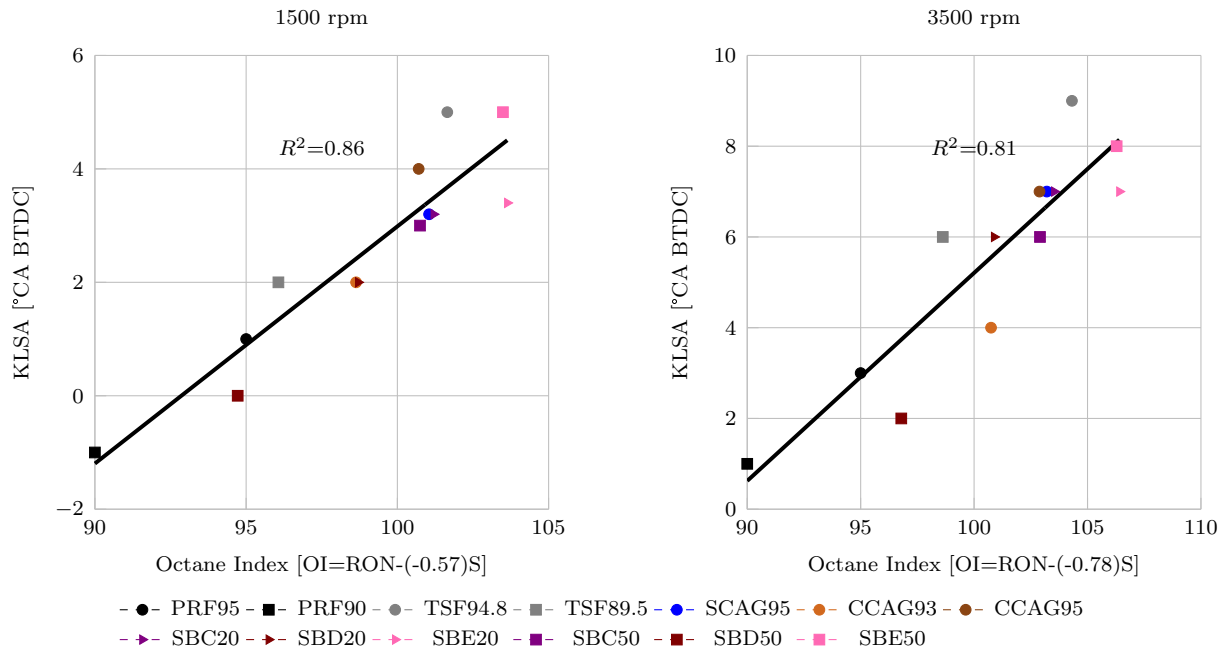 1500 rpm
3500 rpm
6
4
2
0
−2
KLSA [°CA BTDC]
R²=0.86
90
95
100
105
Octane Index [OI=RON-(-0.57)S]
10
8
6
4
2
0
KLSA [°CA BTDC]
R²=0.81
90
95
100
105
110
Octane Index [OI=RON-(-0.78)S]
PRF95 PRF90 TSF94.8 TSF89.5 SCAG95 CCAG93 CCAG95
SBC20 SBD20 SBE20 SBC50 SBD50 SBE50